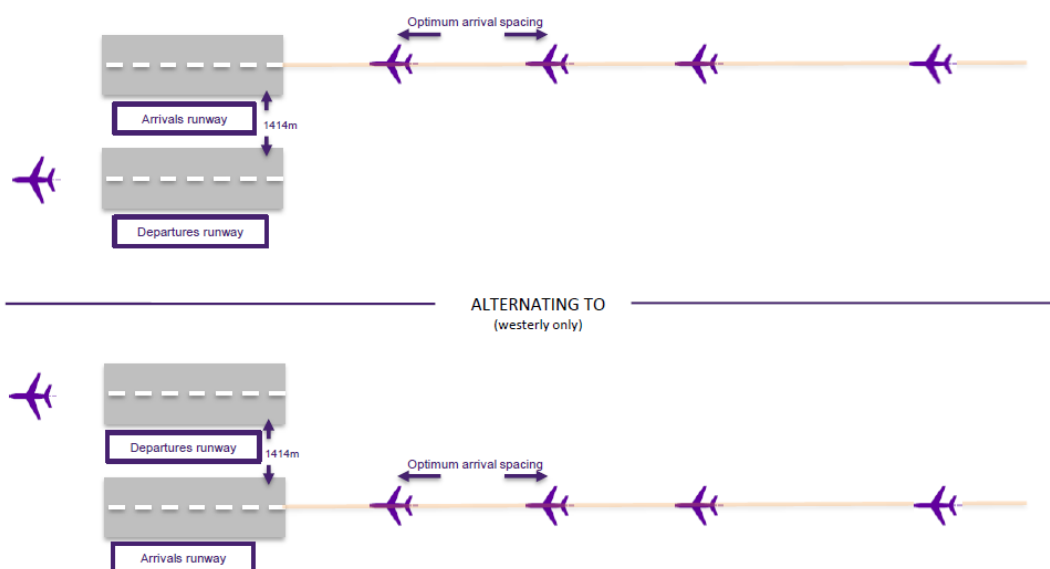 Optimum arrival spacing
Arrivals runway
1414m
Departures runway
ALTERNATING TO
(westerly only)
Departures runway
1414m
Optimum arrival spacing
Arrivals runway